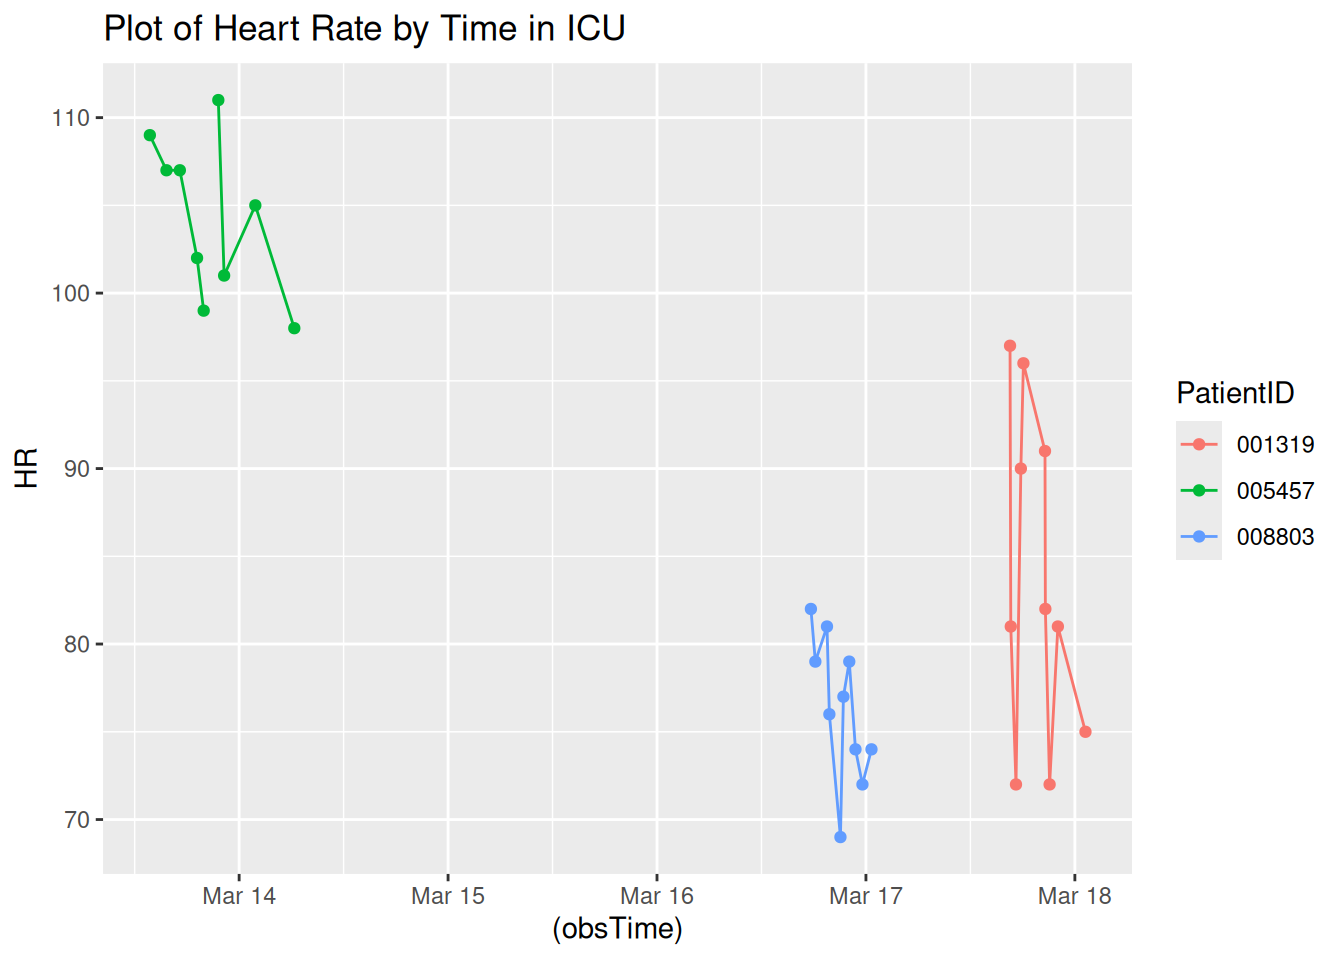 Plot of Heart Rate by Time in ICU
110
100
90
80
70
HR
Mar 14 Mar 15 Mar 16 Mar 17 Mar 18
(obsTime)
PatientID
001319
005457
008803